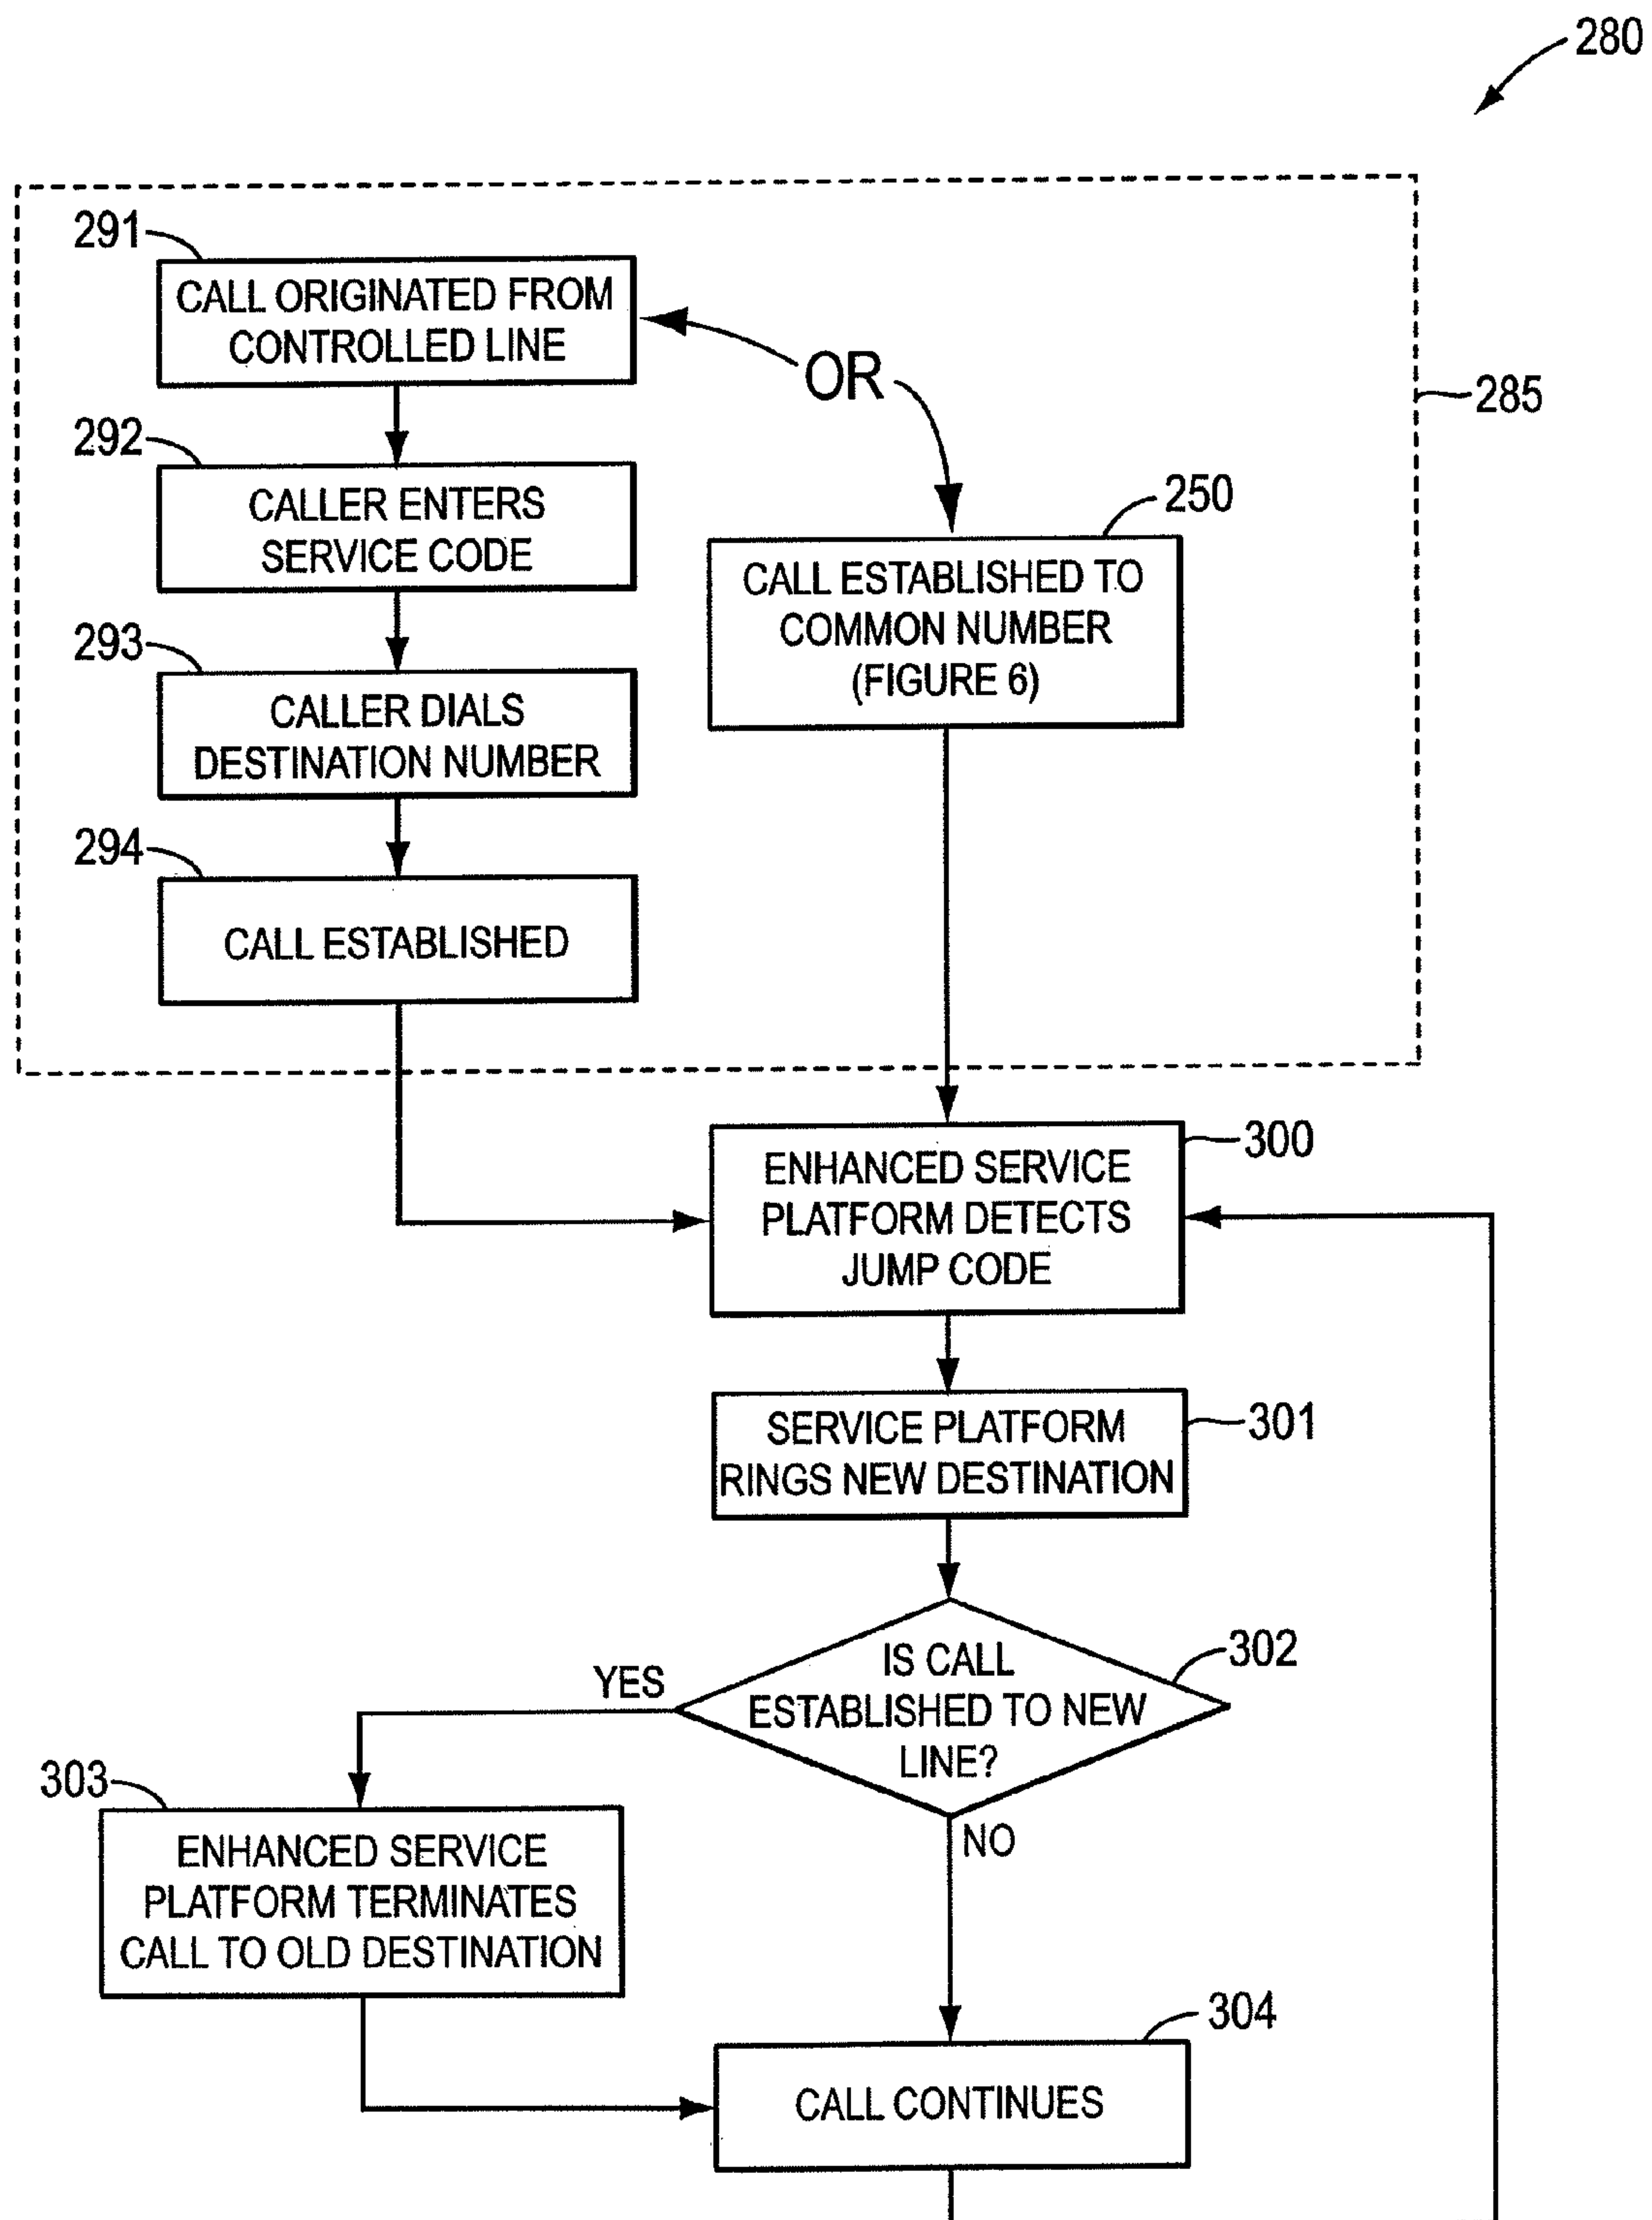 280
291
CALL ORIGINATED FROM
CONTROLLED LINE
OR
285
292
CALLER ENTERS
SERVICE CODE
250
CALL ESTABLISHED TO
COMMON NUMBER
(FIGURE 6)
293
CALLER DIALS
DESTINATION NUMBER
294
CALL ESTABLISHED
300
ENHANCED SERVICE
PLATFORM DETECTS
JUMP CODE
301
SERVICE PLATFORM
RINGS NEW DESTINATION
302
IS CALL
ESTABLISHED TO NEW
LINE?
YES
NO
303
ENHANCED SERVICE
PLATFORM TERMINATES
CALL TO OLD DESTINATION
304
CALL CONTINUES